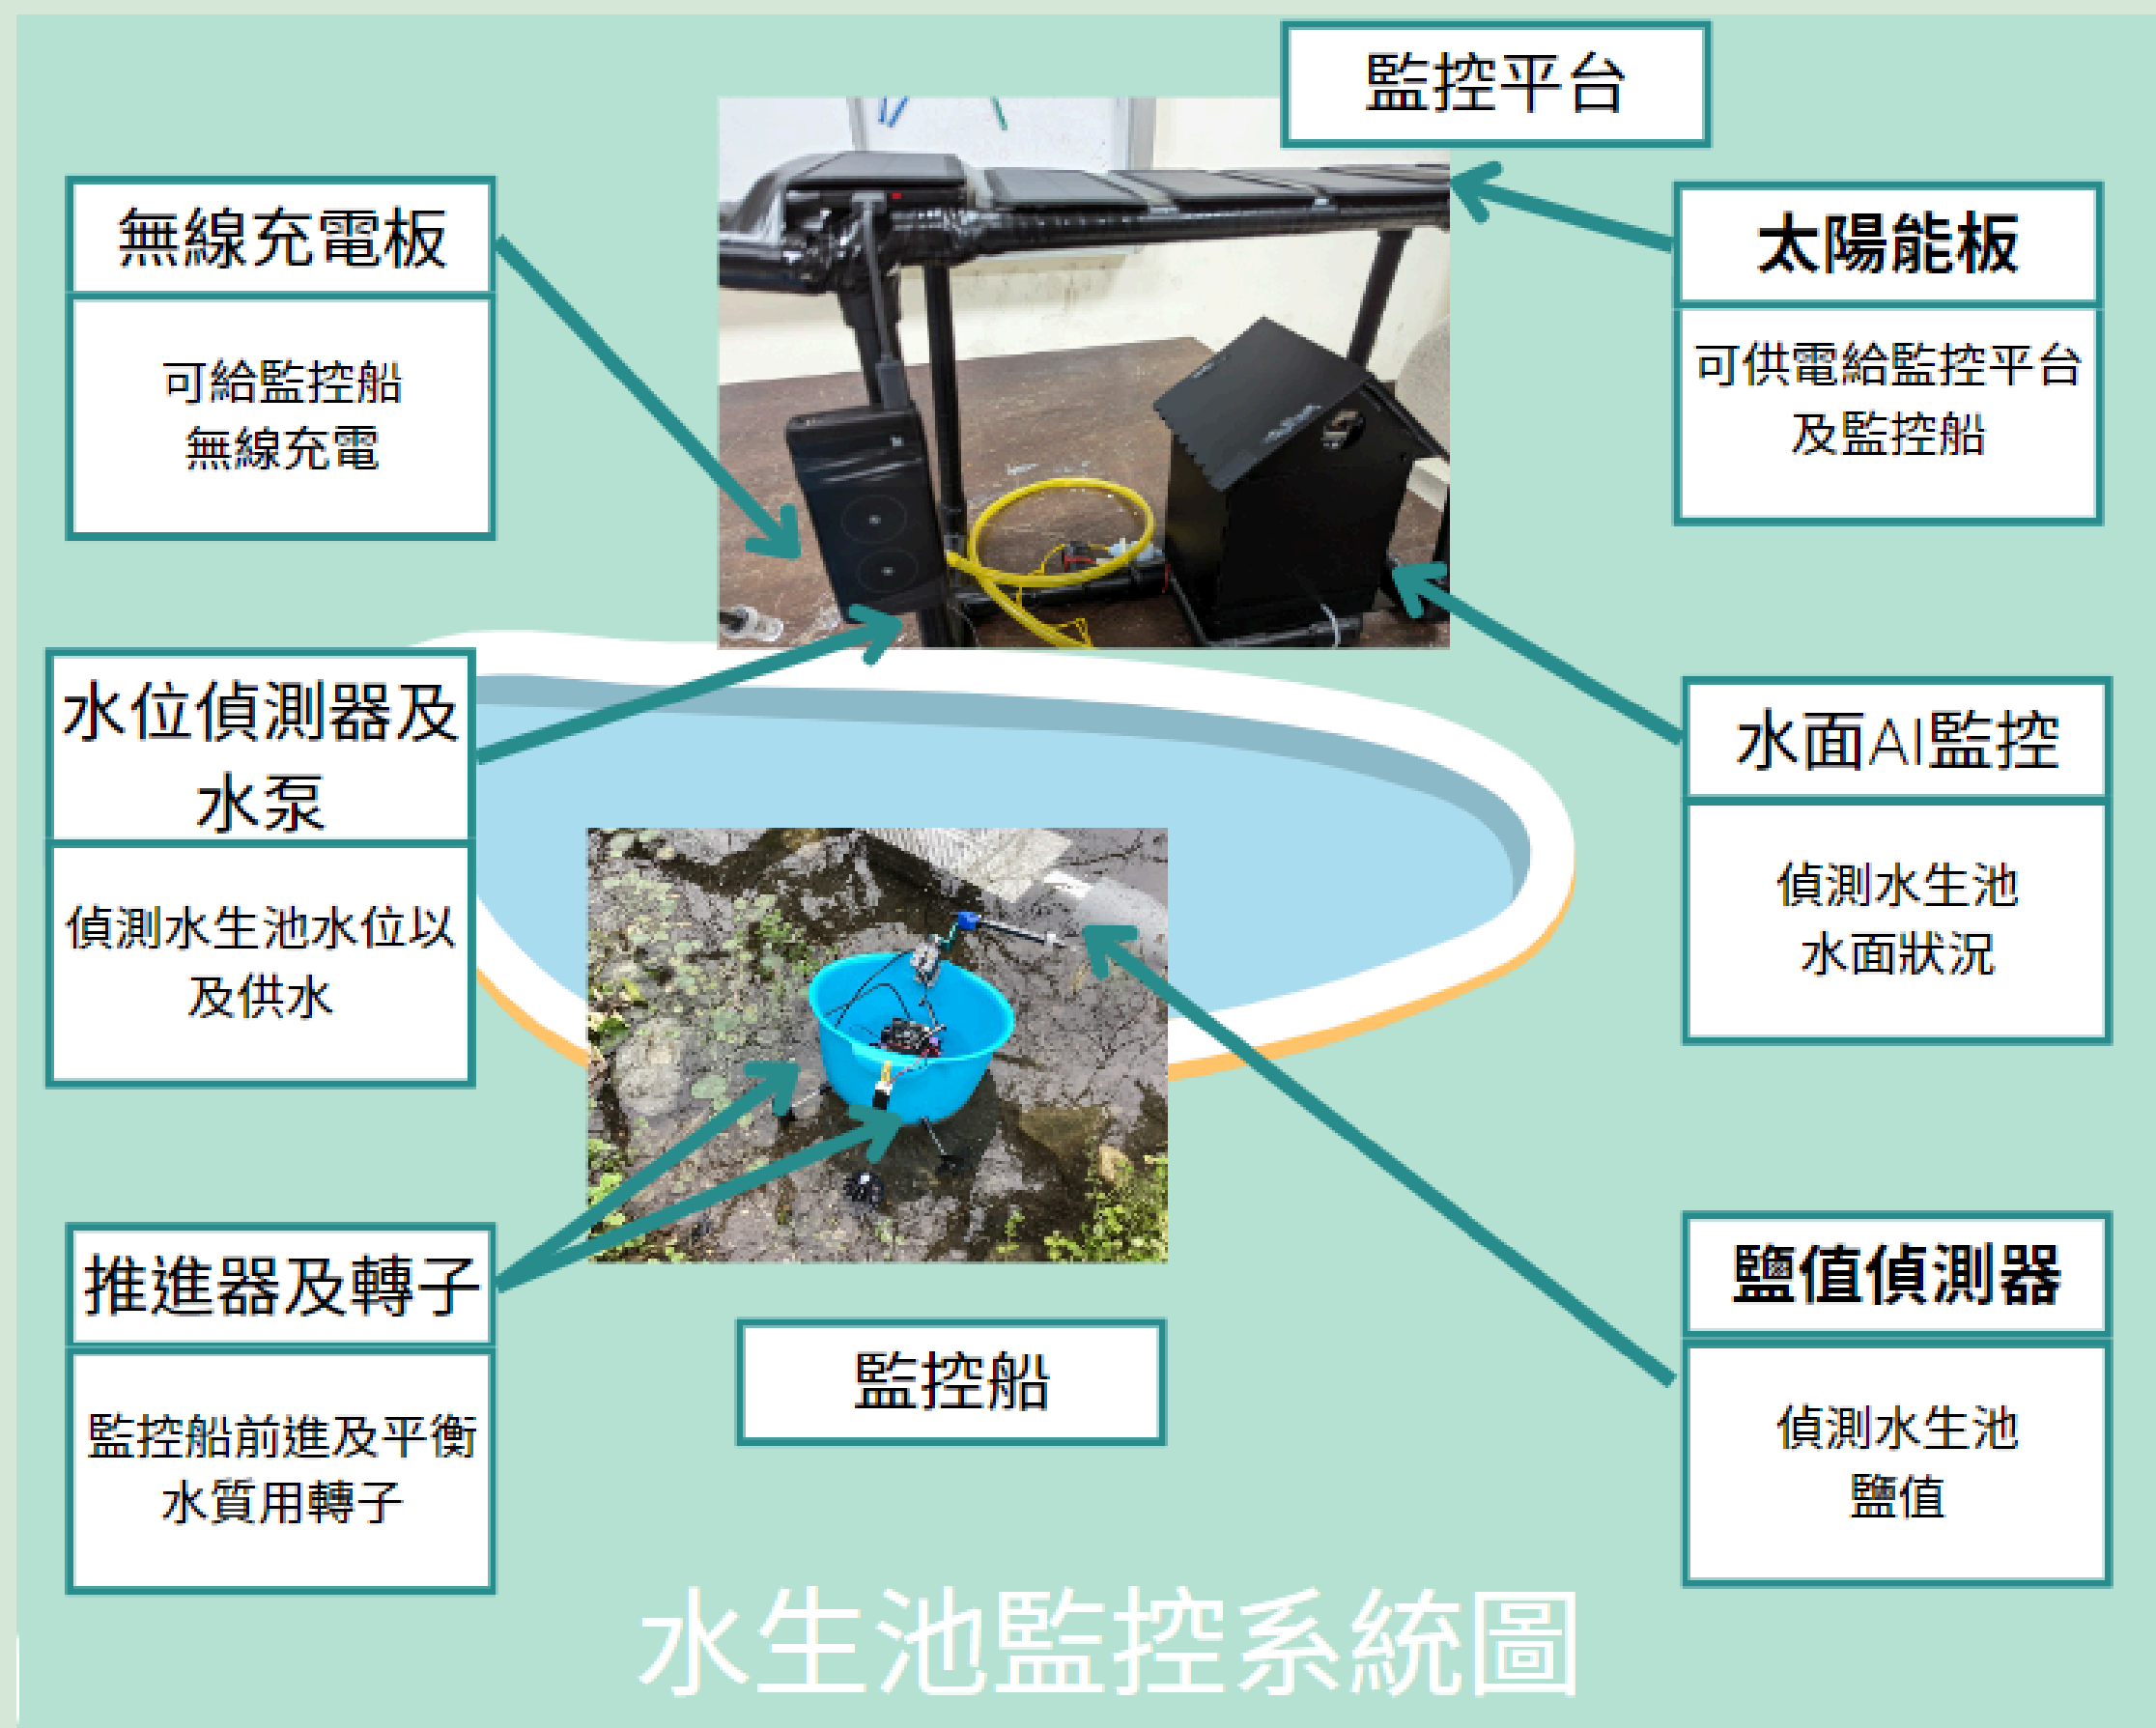 監控平台
無線充電板
可給監控船
無線充電
太陽能板
可供電給監控平台
及監控船
水位偵測器及
水泵
偵測水生池水位以
及供水
水面AI監控
偵測水生池
水面狀況
推進器及轉子
監控船前進及平衡
水質用轉子
監控船
鹽值偵測器
偵測水生池
鹽值
水生池監控系統圖